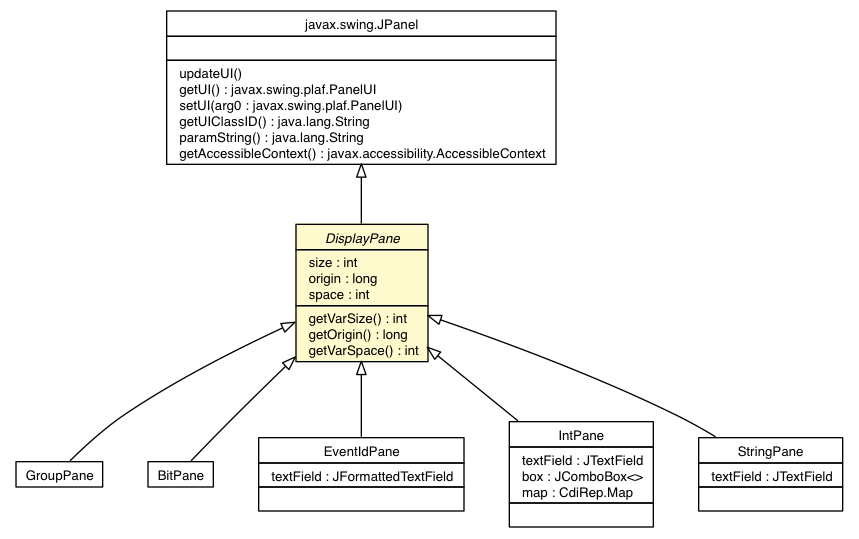 javax.swing.JPanel
updateUI()
getUI() : javax.swing.plaf.PanelUI
setUI(arg0 : javax.swing.plaf.PanelUI)
getUIClassID() : java.lang.String
paramString() : java.lang.String
getAccessibleContext() : javax.accessibility.AccessibleContext
DisplayPane
size : int
origin : long
space : int
getVarSize() : int
getOrigin() : long
getVarSpace() : int
GroupPane
BitPane
EventIdPane
textField : JFormattedTextField
IntPane
textField : JTextField
box : JComboBox<>
map : CdiRep.Map
StringPane
textField : JTextField